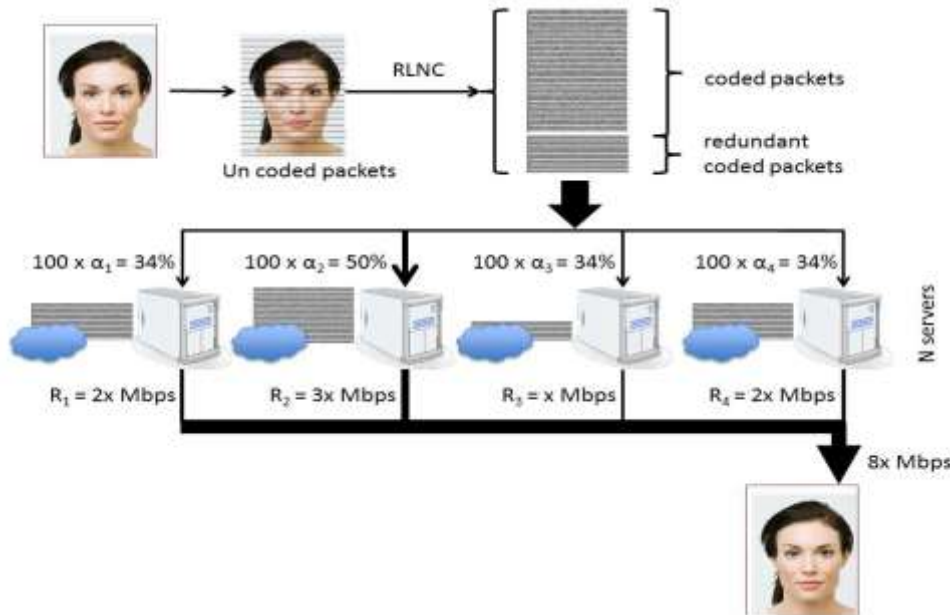 RLNC
coded packets
redundant
coded packets
Un coded packets
100 x α₁ = 34%
100 x α₂ = 50%
100 x α₃ = 34%
100 x α₄ = 34%
N servers
R₁ = 2x Mbps
R₂ = 3x Mbps
R₃ = x Mbps
R₄ = 2x Mbps
8x Mbps